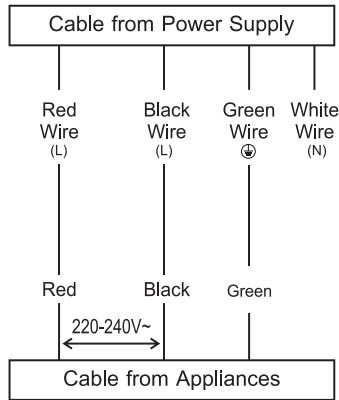 Cable from Power Supply
Red Black Green White
Wire Wire Wire Wire
(L) (L) (N)
Red Black Green
220-240V~
Cable from Appliances